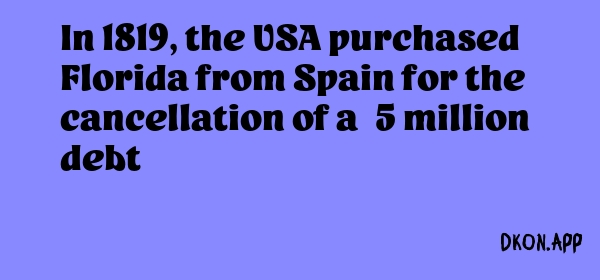 In 1819, the USA purchased
Florida from Spain for the
cancellation of a  5 million
debt
DKON.APP